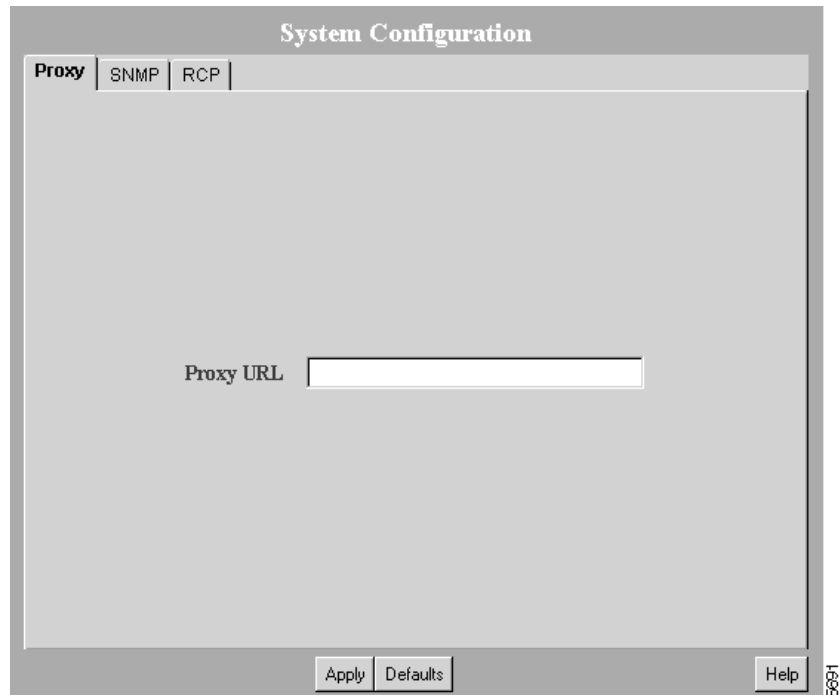 System Configuration
Proxy SNMP RCP
Proxy URL
Apply Defaults Help